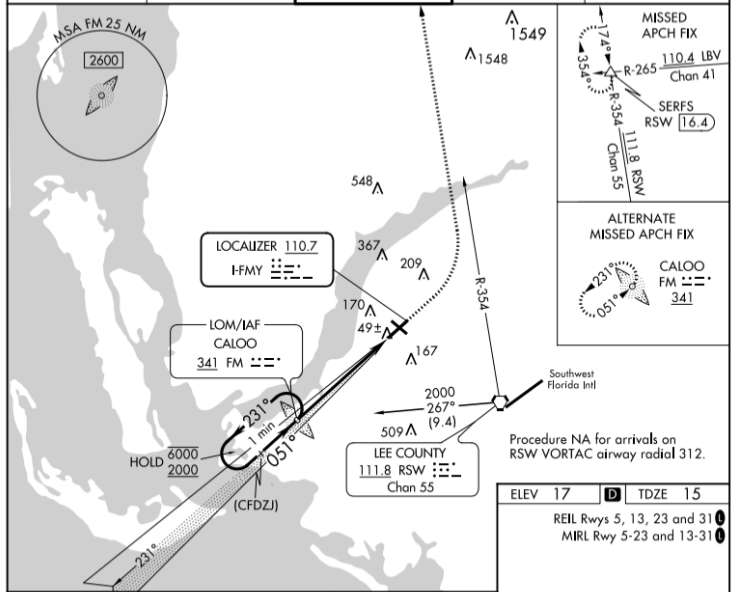 MSA FM 25 NM
2600
1549
1548
548
367
209
170
49±
167
509
LOCALIZER 110.7
I-FMY
LOM/IAF
CALOO
341 FM
231°
1 min
051°
HOLD 6000
2000
(CFDZJ)
231°
R-354
2000
267°
(9.4)
LEE COUNTY
111.8 RSW
Chan 55
Southwest
Florida Intl
MISSED
APCH FIX
174°
354°
R-265
110.4 LBV
Chan 41
SERFS
RSW 16.4
R-354
111.8 RSW
Chan 55
ALTERNATE
MISSED APCH FIX
231°
051°
CALOO
FM
341
Procedure NA for arrivals on
RSW VORTAC airway radial 312.
ELEV 17 D TDZE 15
REIL Rwys 5, 13, 23 and 31 L
MIRL Rwy 5-23 and 13-31 L